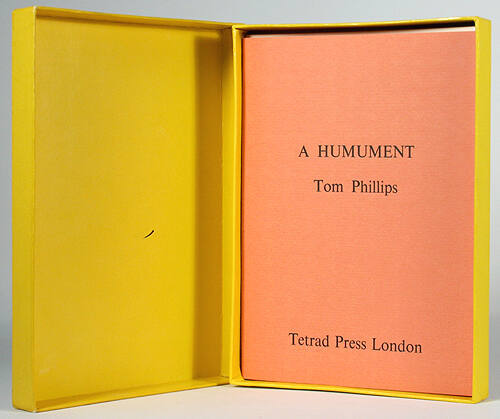 A HUMUMENT
Tom Phillips
Tetrad Press London